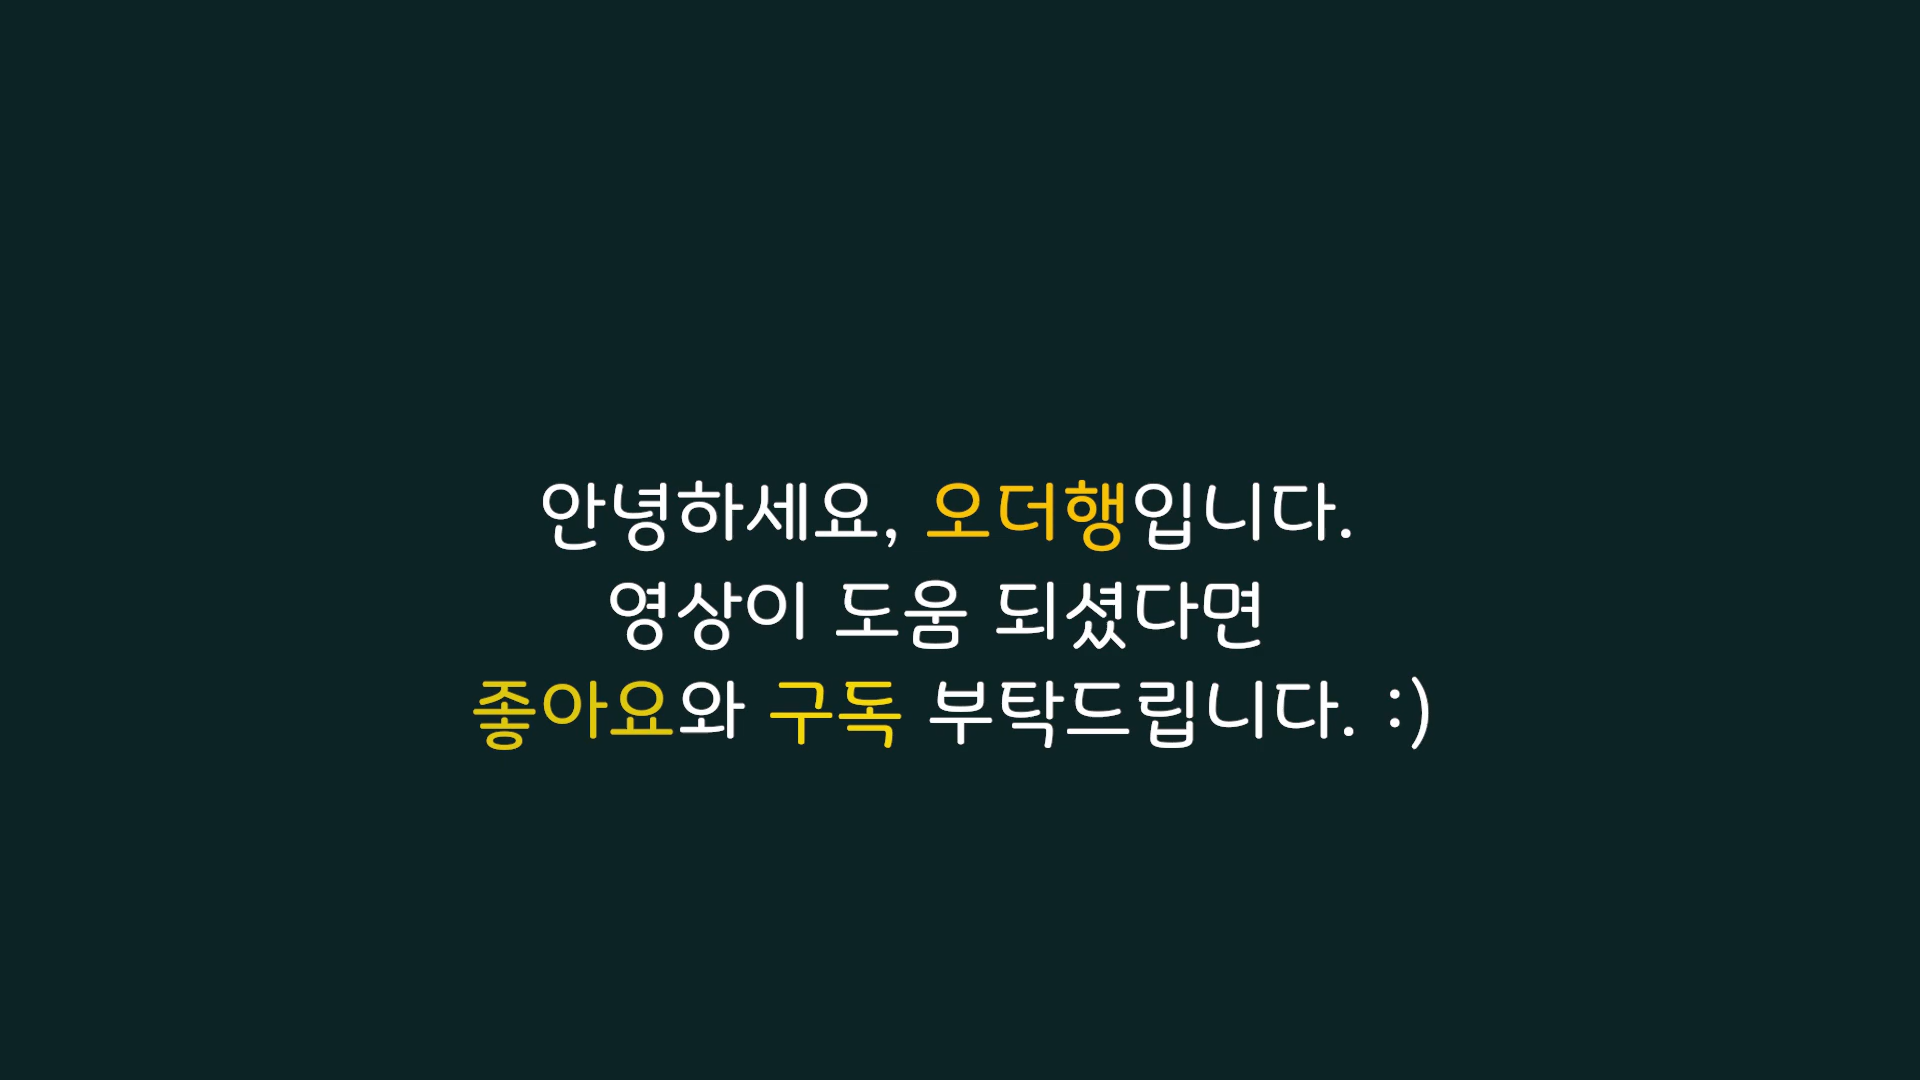 안녕하세요, 오더행입니다.
영상이 도움 되셨다면
좋아요와 구독 부탁드립니다. :)